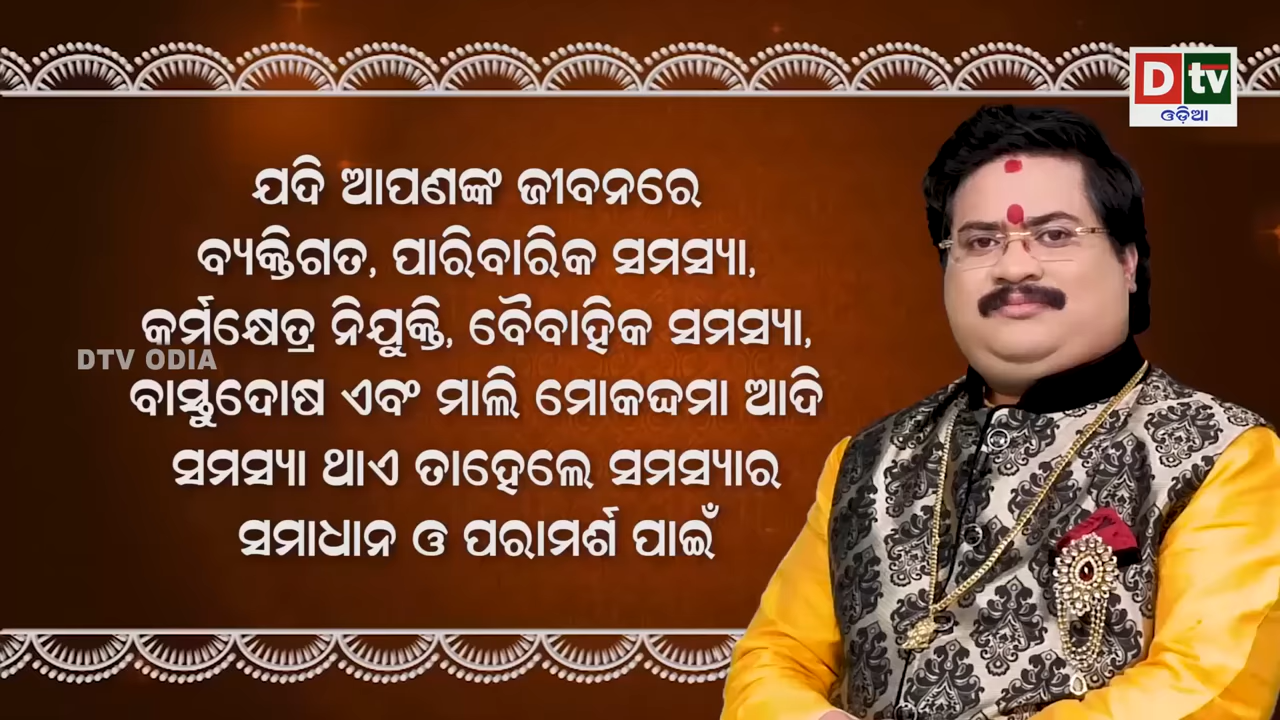 D tv
ଓଡ଼ିଆ
ଯଦି ଆପଣଙ୍କ ଜୀବନରେ
ବ୍ୟକ୍ତିଗତ, ପାରିବାରିକ ସମସ୍ୟା,
କର୍ମକ୍ଷେତ୍ର ନିଯୁକ୍ତି, ବୈବାହିକ ସମସ୍ୟା,
DTV ODIA
ବାସ୍ତୁଦୋଷ ଏବଂ ମାଲି ମୋକଦ୍ଦମା ଆଦି
ସମସ୍ୟା ଥାଏ ତାହେଲେ ସମସ୍ୟାର
ସମାଧାନ ଓ ପରାମର୍ଶ ପାଇଁ